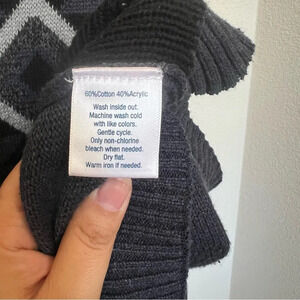 60%Cotton 40%Acrylic
Wash inside out.
Machine wash cold
with like colors.
Gentle cycle.
Only non-chlorine
bleach when needed.
Dry flat.
Warm iron if needed.